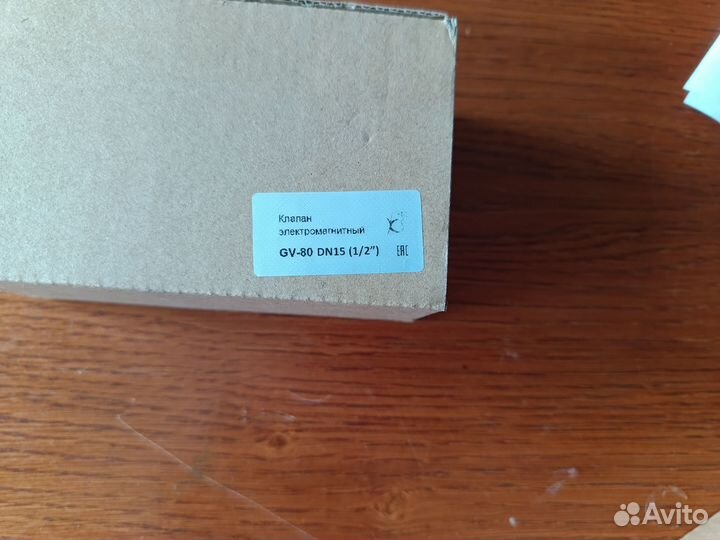 Клапан
электромагнитный
GV-80 DN15 (1/2”)
EAC
Avito